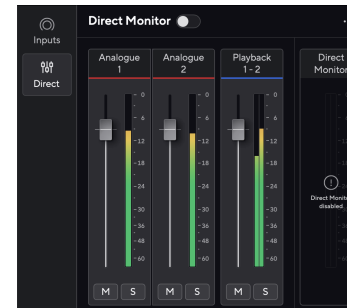 Inputs
Direct
Direct Monitor
Analogue
1
0
6
-12
-18
-24
-30
-36
-48
-60
M S
Analogue
2
0
6
-12
-18
-24
-30
-36
-48
-60
M S
Playback
1 - 2
0
6
-12
-18
-24
-30
-36
-48
-60
M S
Direct
Monitor
Direct Monit
disabled